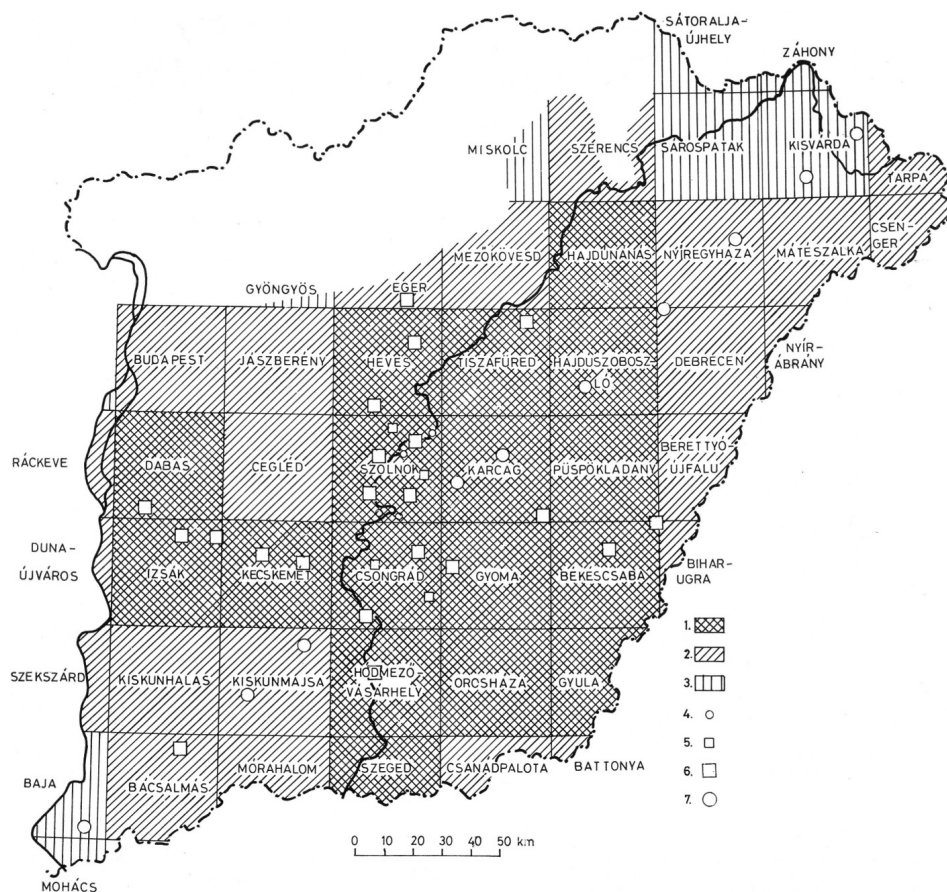 SÁTORALJA-
ÚJHELY
ZÁHONY
MISKOLC
SZERENCS
SÁROSPATAK
KISVÁRDA
TARPA
MEZŐKÖVESD
HAJDUNÁNÁS
NYÍREGYHÁZA
MÁTÉSZALKA
CSEN-
GER
GYÖNGYÖS
EGER
BUDAPEST
JÁSZBERÉNY
HEVES
TISZAFÜRED
HAJDUSZOBOSZ-
LÓ
DEBRECEN
NYÍR-
ÁBRÁNY
RÁCKEVE
DABAS
CEGLÉD
SZOLNOK
KARCAG
PÜSPÖKLADÁNY
BERETTYÓ-
ÚJFALU
DUNA-
ÚJVÁROS
IZSÁK
KECSKEMÉT
CSONGRÁD
GYOMA
BÉKÉSCSABA
BIHAR-
UGRA
SZEKSZÁRD
KISKUNHALAS
KISKUNMAJSA
HÓDMEZŐ-
VÁSÁRHELY
OROSHÁZA
GYULA
BAJA
BÁCSALMÁS
MÓRAHALOM
SZEGED
CSANÁDPALOTA
BATTONYA
MOHÁCS
1.
2.
3.
4.
5.
6.
7.
0 10 20 30 40 50 km